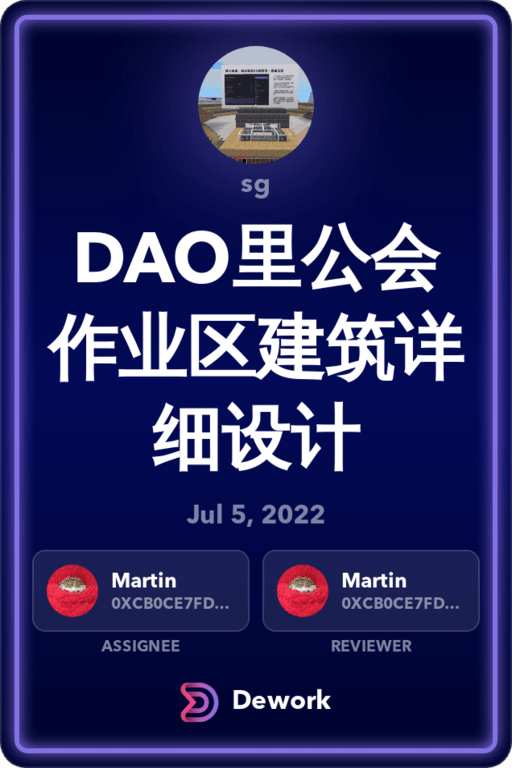 sg
DAO里公会
作业区建筑详
细设计
Jul 5, 2022
Martin
0XCB0CE7FD...
ASSIGNEE
Martin
0XCB0CE7FD...
REVIEWER
Dework